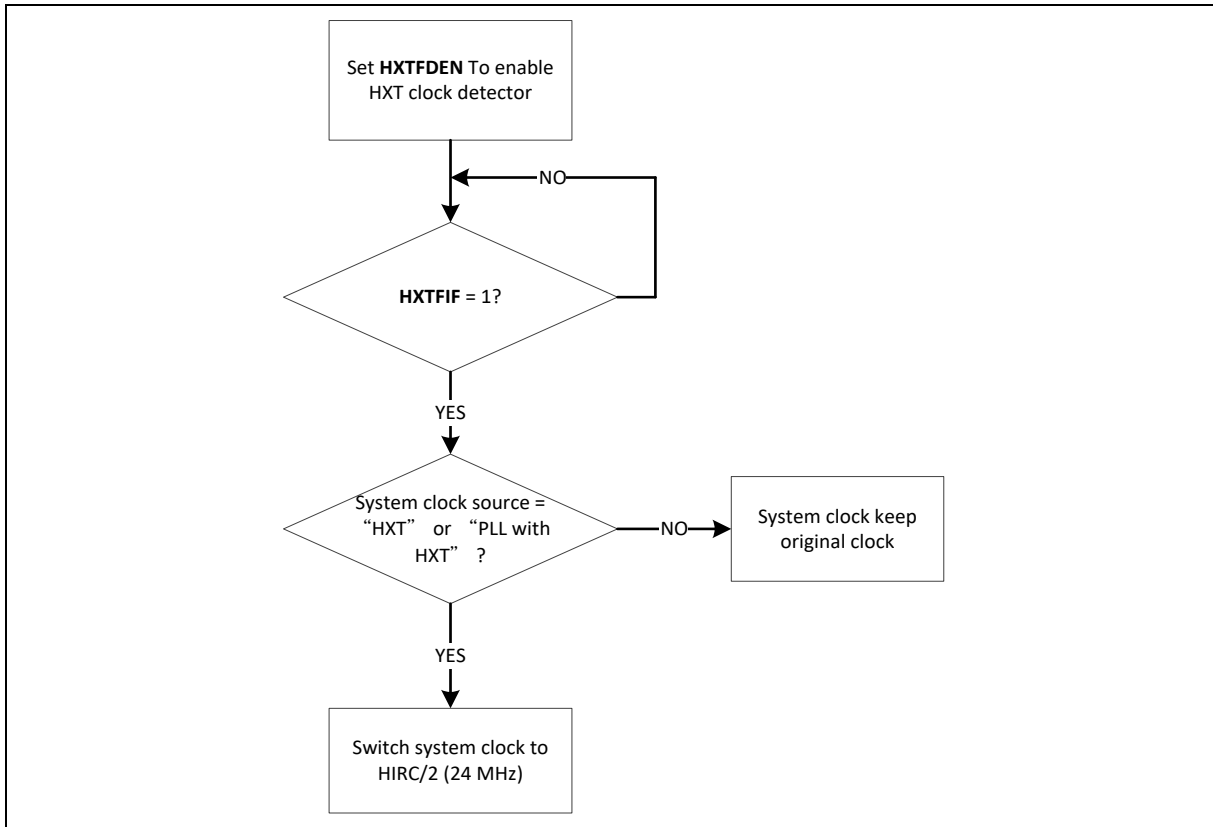 Set HXTFDEN To enable
HXT clock detector
NO
HXTFIF = 1?
YES
System clock source =
“HXT” or “PLL with
HXT” ?
NO
System clock keep
original clock
YES
Switch system clock to
HIRC/2 (24 MHz)